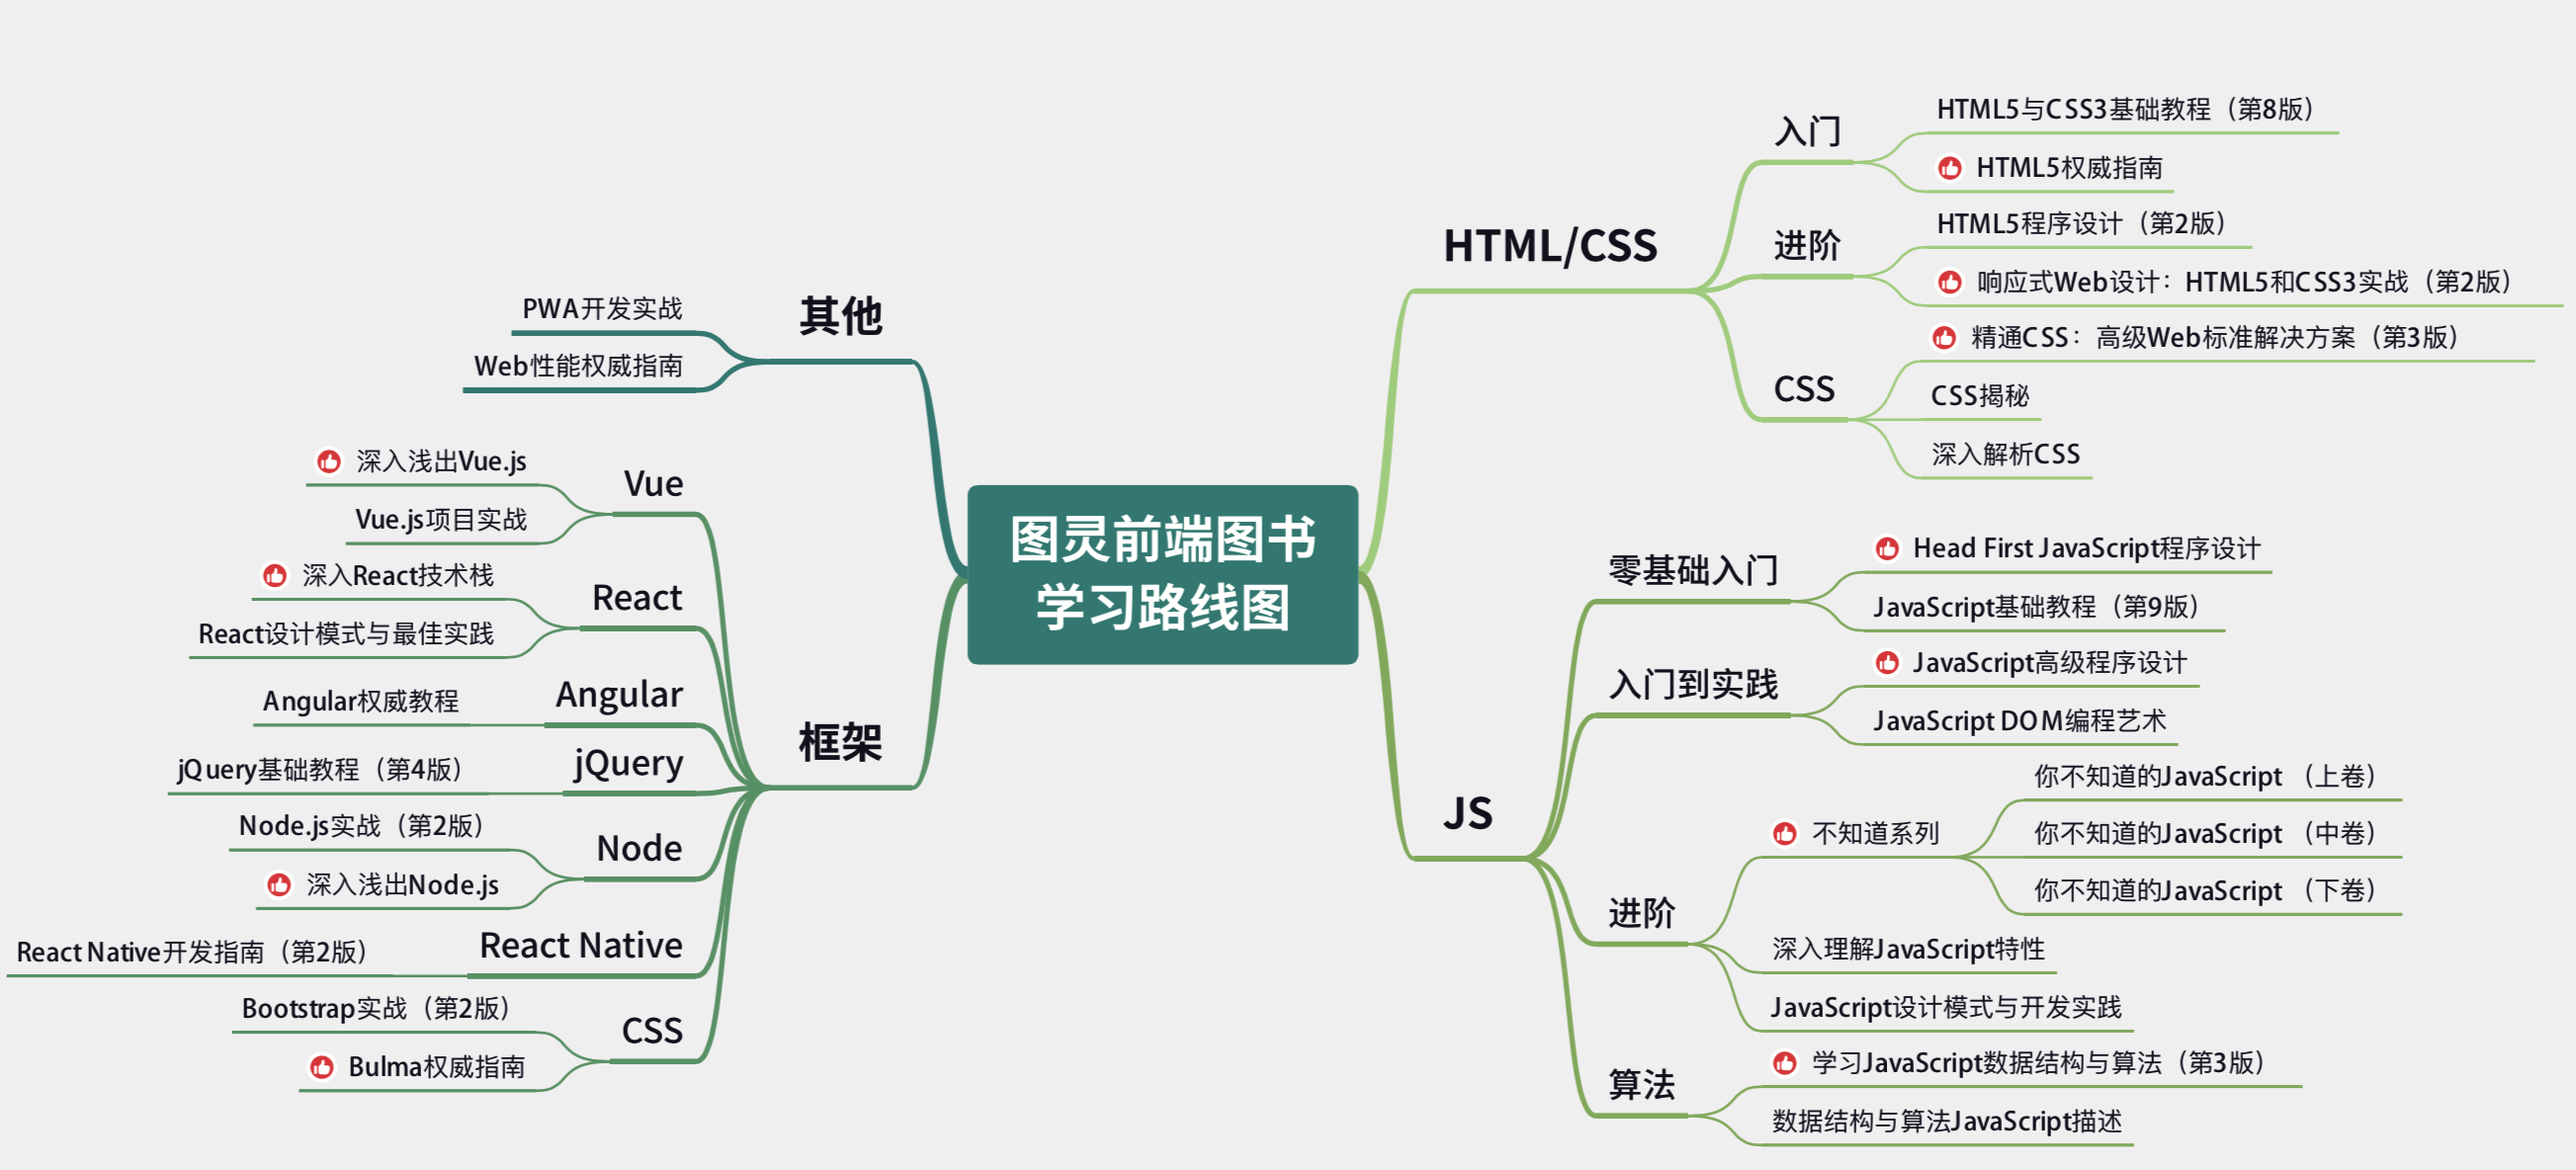 图灵前端图书
学习路线图
HTML/CSS
入门
HTML5与CSS3基础教程（第8版）
HTML5权威指南
进阶
HTML5程序设计（第2版）
响应式Web设计：HTML5和CSS3实战（第2版）
CSS
精通CSS：高级Web标准解决方案（第3版）
CSS揭秘
深入解析CSS
JS
零基础入门
Head First JavaScript程序设计
JavaScript基础教程（第9版）
入门到实践
JavaScript高级程序设计
JavaScript DOM编程艺术
进阶
不知道系列
你不知道的JavaScript （上卷）
你不知道的JavaScript （中卷）
你不知道的JavaScript （下卷）
深入理解JavaScript特性
JavaScript设计模式与开发实践
算法
学习JavaScript数据结构与算法（第3版）
数据结构与算法JavaScript描述
其他
PWA开发实战
Web性能权威指南
框架
Vue
深入浅出Vue.js
Vue.js项目实战
React
深入React技术栈
React设计模式与最佳实践
Angular
Angular权威教程
jQuery
jQuery基础教程（第4版）
Node
Node.js实战（第2版）
深入浅出Node.js
React Native
React Native开发指南（第2版）
CSS
Bootstrap实战（第2版）
Bulma权威指南